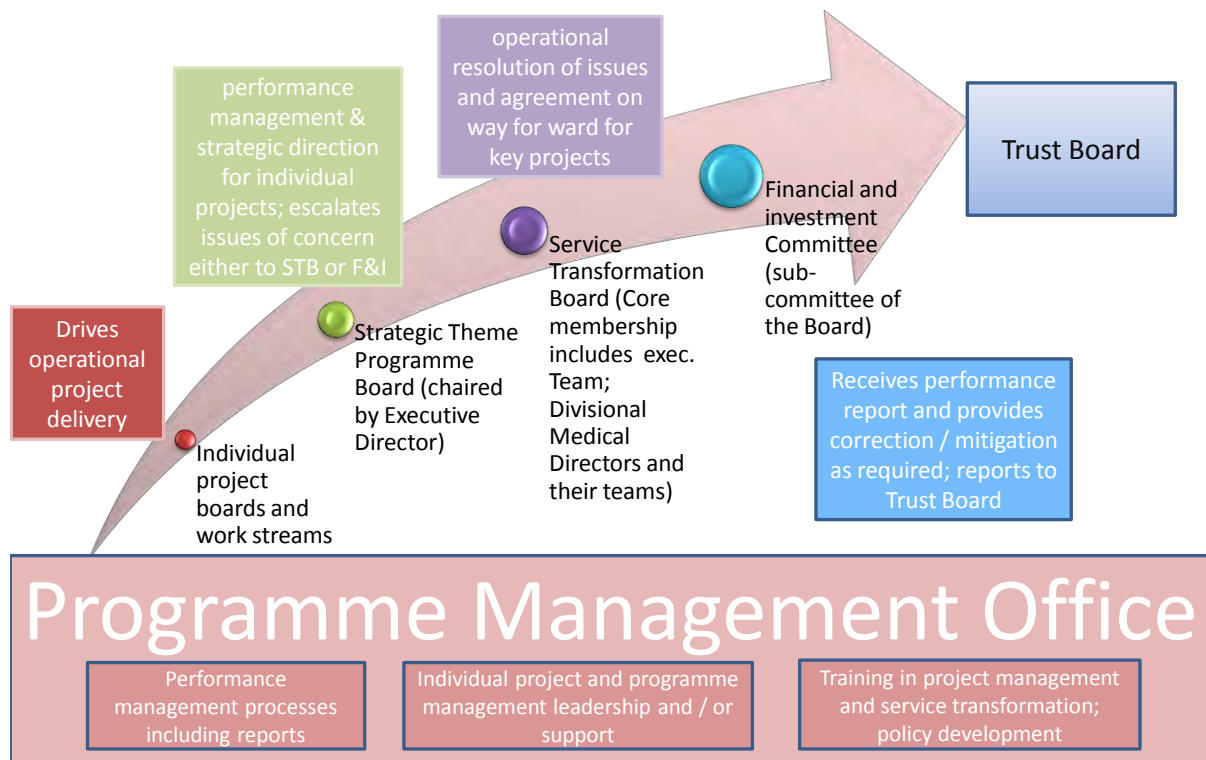 operational
resolution of issues
and agreement on
way for ward for
key projects
performance
management &
strategic direction
for individual
projects; escalates
issues of concern
either to STB or F&I
Trust Board
Drives
operational
project
delivery
Individual
project
boards and
work streams
Strategic Theme
Programme
Board (chaired
by Executive
Director)
Service
Transformation
Board (Core
membership
includes exec.
Team;
Divisional
Medical
Directors and
their teams)
Financial and
investment
Committee
(sub-
committee of
the Board)
Receives performance
report and provides
correction / mitigation
as required; reports to
Trust Board
Programme Management Office
Performance
management processes
including reports
Individual project and programme
management leadership and / or
support
Training in project management
and service transformation;
policy development